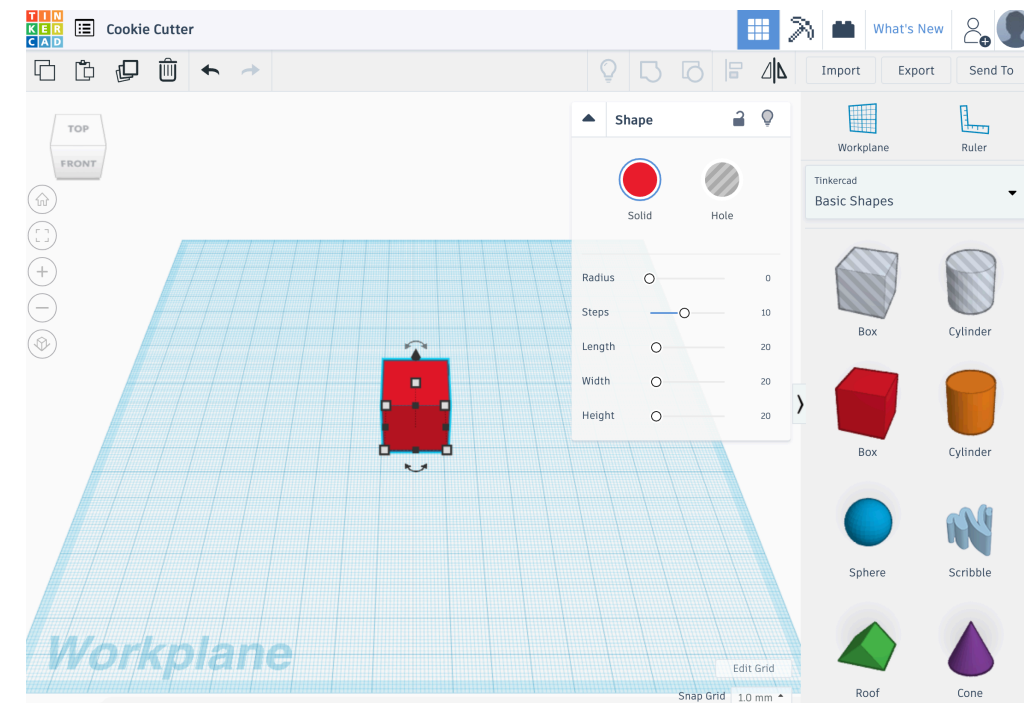 TIN
KER
CAD
Cookie Cutter
What's New
Import
Export
Send To
TOP
FRONT
Shape
Solid
Hole
Radius 0
Steps 10
Length 20
Width 20
Height 20
Workplane
Ruler
Tinkercad
Basic Shapes
Box
Cylinder
Box
Cylinder
Sphere
Scribble
Roof
Cone
Workplane
Edit Grid
Snap Grid 1.0 mm